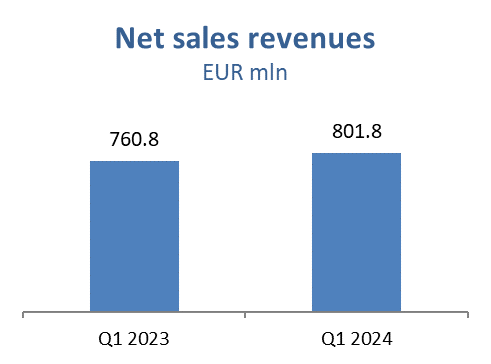 Net sales revenues
EUR mln
760.8
801.8
Q1 2023
Q1 2024